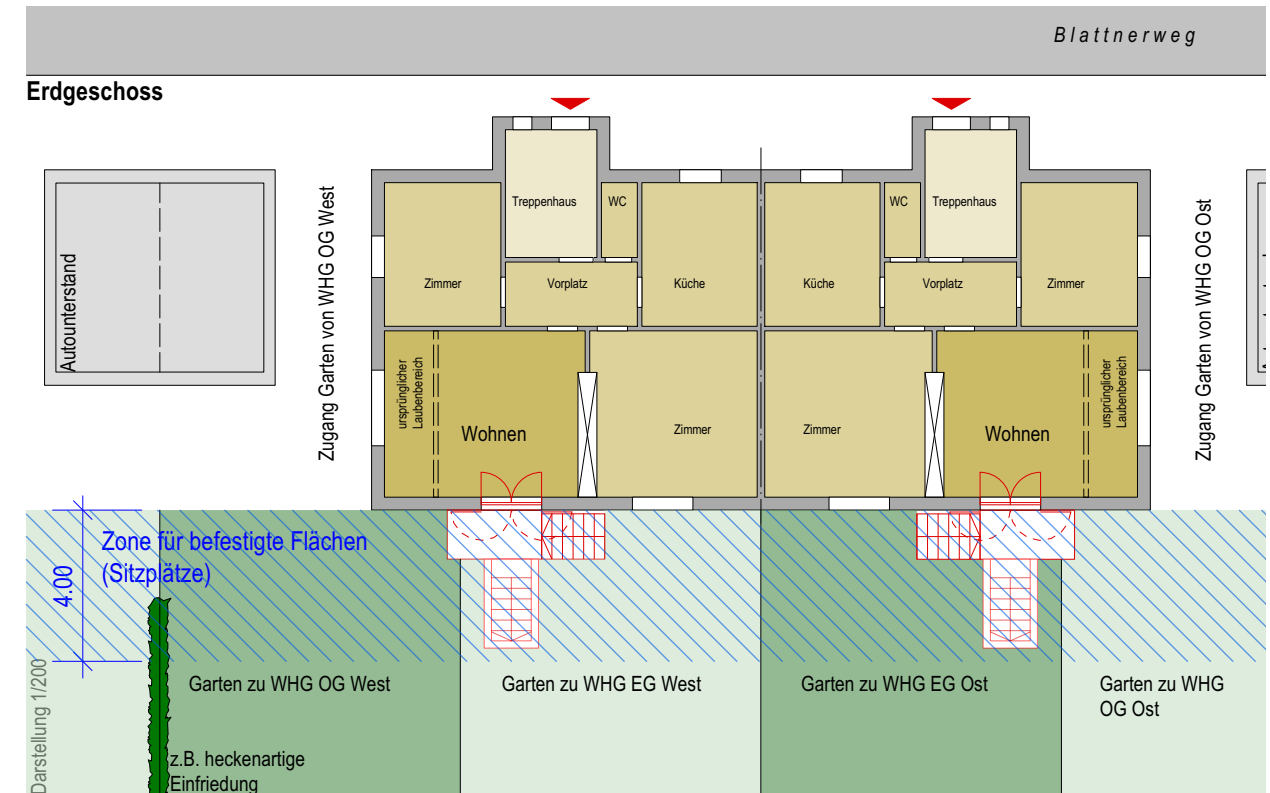 Blattnerweg
Erdgeschoss
Autounterstand
Zugang Garten von WHG OG West
Treppenhaus
WC
WC
Treppenhaus
Zugang Garten von WHG OG Ost
Zimmer
Vorplatz
Küche
Küche
Vorplatz
Zimmer
ursprünglicher
Laubenbereich
Wohnen
Zimmer
Zimmer
Wohnen
ursprünglicher
Laubenbereich
Zone für befestigte Flächen
(Sitzplätze)
4.00
Garten zu WHG OG West
Garten zu WHG EG West
Garten zu WHG EG Ost
Garten zu WHG
OG Ost
Darstellung 1/200
z.B. heckenartige
Einfriedung